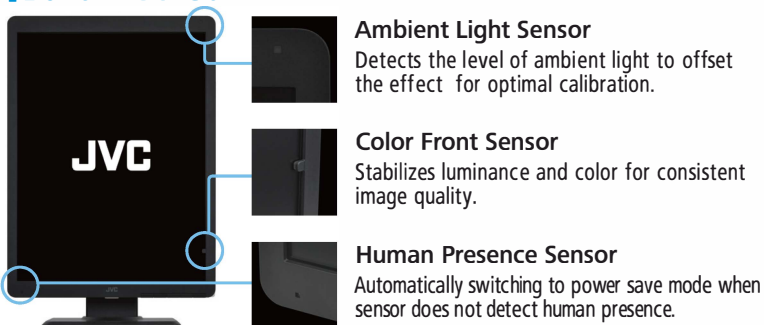 Ambient Light Sensor
Detects the level of ambient light to offset
the effect for optimal calibration.
JVC
Color Front Sensor
Stabilizes luminance and color for consistent
image quality.
Human Presence Sensor
Automatically switching to power save mode when
sensor does not detect human presence.
JVC